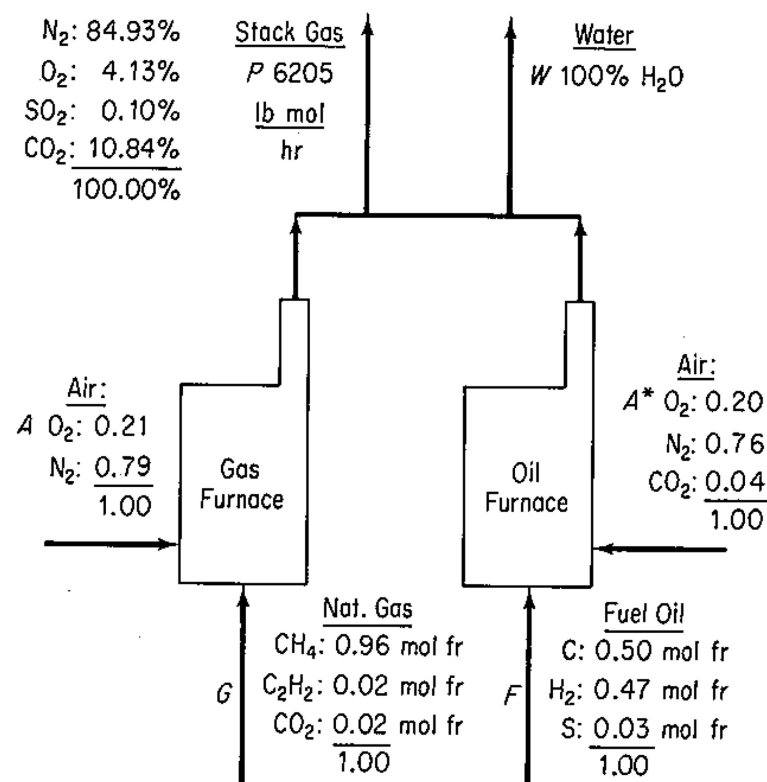 N₂: 84.93%
O₂: 4.13%
SO₂: 0.10%
CO₂: 10.84%
100.00%
Stack Gas
P 6205
lb mol
hr
Water
W 100% H₂O
Air:
A O₂: 0.21
N₂: 0.79
1.00
Gas
Furnace
Oil
Furnace
Air:
A* O₂: 0.20
N₂: 0.76
CO₂: 0.04
1.00
G
Nat. Gas
CH₄: 0.96 mol fr
C₂H₂: 0.02 mol fr
CO₂: 0.02 mol fr
1.00
F
Fuel Oil
C: 0.50 mol fr
H₂: 0.47 mol fr
S: 0.03 mol fr
1.00